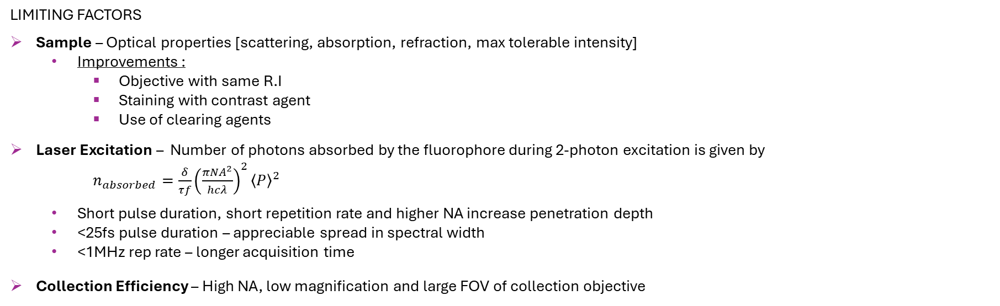 LIMITING FACTORS
➢ Sample – Optical properties [scattering, absorption, refraction, max tolerable intensity]
• Improvements :
▪ Objective with same R.I
▪ Staining with contrast agent
▪ Use of clearing agents
➢ Laser Excitation – Number of photons absorbed by the fluorophore during 2-photon excitation is given by
$n_{absorbed} = \frac{\delta}{\tau f}\left(\frac{\pi NA^2}{hc\lambda}\right)^2 \langle P \rangle^2$
• Short pulse duration, short repetition rate and higher NA increase penetration depth
• <25fs pulse duration – appreciable spread in spectral width
• <1MHz rep rate – longer acquisition time
➢ Collection Efficiency – High NA, low magnification and large FOV of collection objective